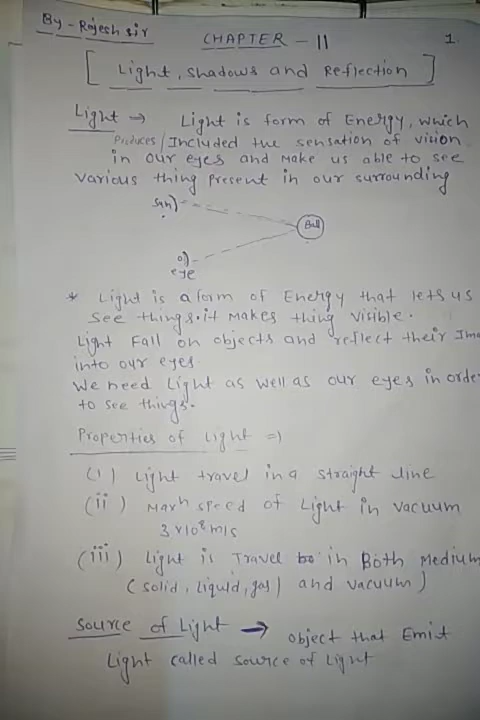 By - Rajesh sir
CHAPTER - 11
1.
[ Light, Shadows and Reflection ]
Light → Light is form of Energy, which
Produces / Included the sensation of vision
in our eyes and make us able to see
various thing present in our surrounding
Sun
Ball
eye
* Light is a form of Energy that lets us
see things. it makes thing visible.
Light Fall on objects and reflect their Ima
into our eyes.
We need Light as well as our eyes in orde
to see things.
Properties of Light =>
(i) Light travel in a straight line
(ii) Maxm speed of Light in vacuum
3 x 10⁸ m/s
(iii) Light is Travel in Both Medium
(solid, liquid, gas) and vacuum)
Source of Light → object that Emit
Light called source of Light